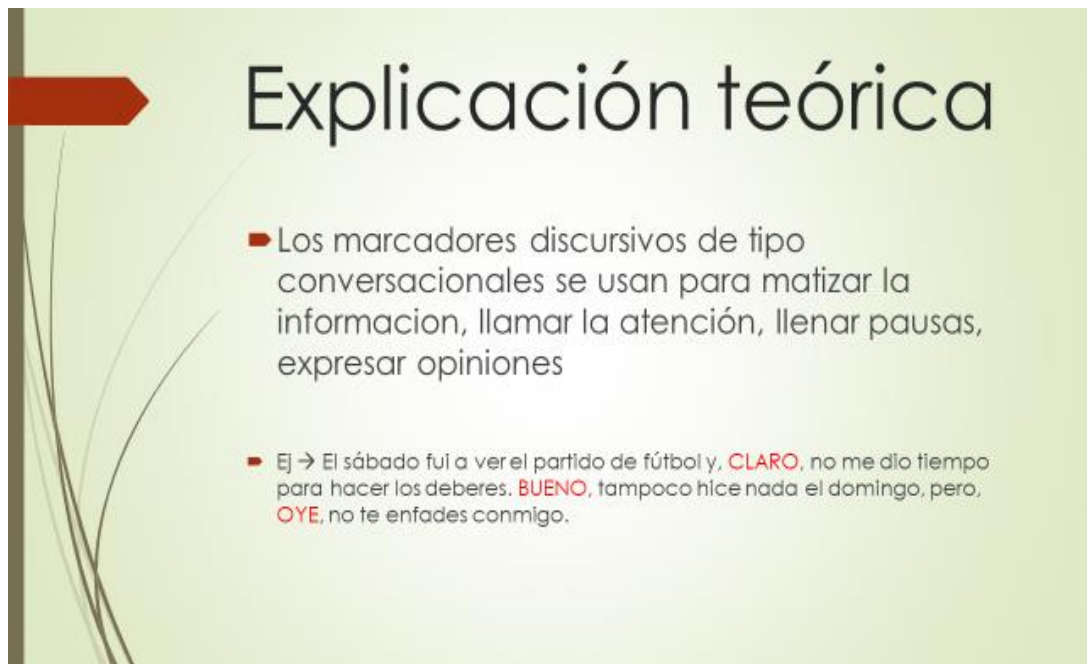 Explicación teórica
Los marcadores discursivos de tipo
conversacionales se usan para matizar la
informacion, llamar la atención, llenar pausas,
expresar opiniones
Ej → El sábado fui a ver el partido de fútbol y, CLARO, no me dio tiempo
para hacer los deberes. BUENO, tampoco hice nada el domingo, pero,
OYE, no te enfades conmigo.